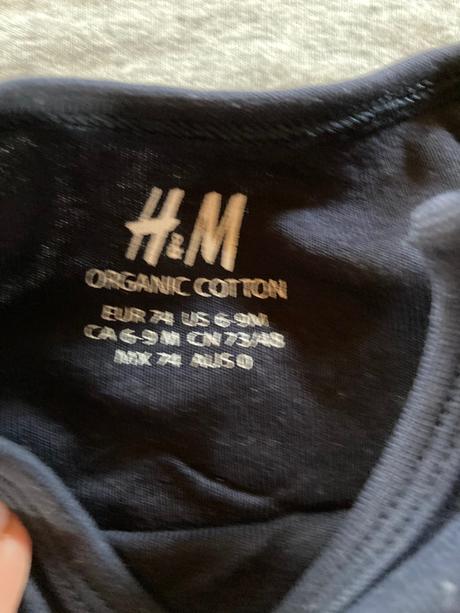 H&M
ORGANIC COTTON
EUR 74 US 6-9M
CA 6-9 M CN 73/48
MX 74 AUS 0